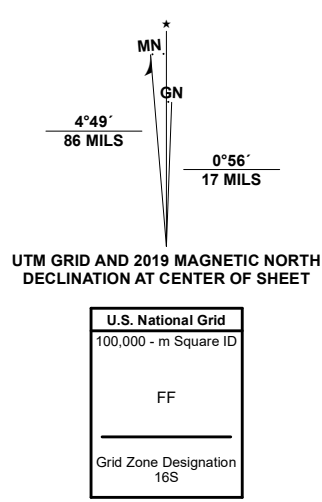 MN
GN
4°49´
86 MILS
0°56´
17 MILS
UTM GRID AND 2019 MAGNETIC NORTH
DECLINATION AT CENTER OF SHEET
U.S. National Grid
100,000 - m Square ID
FF
Grid Zone Designation
16S